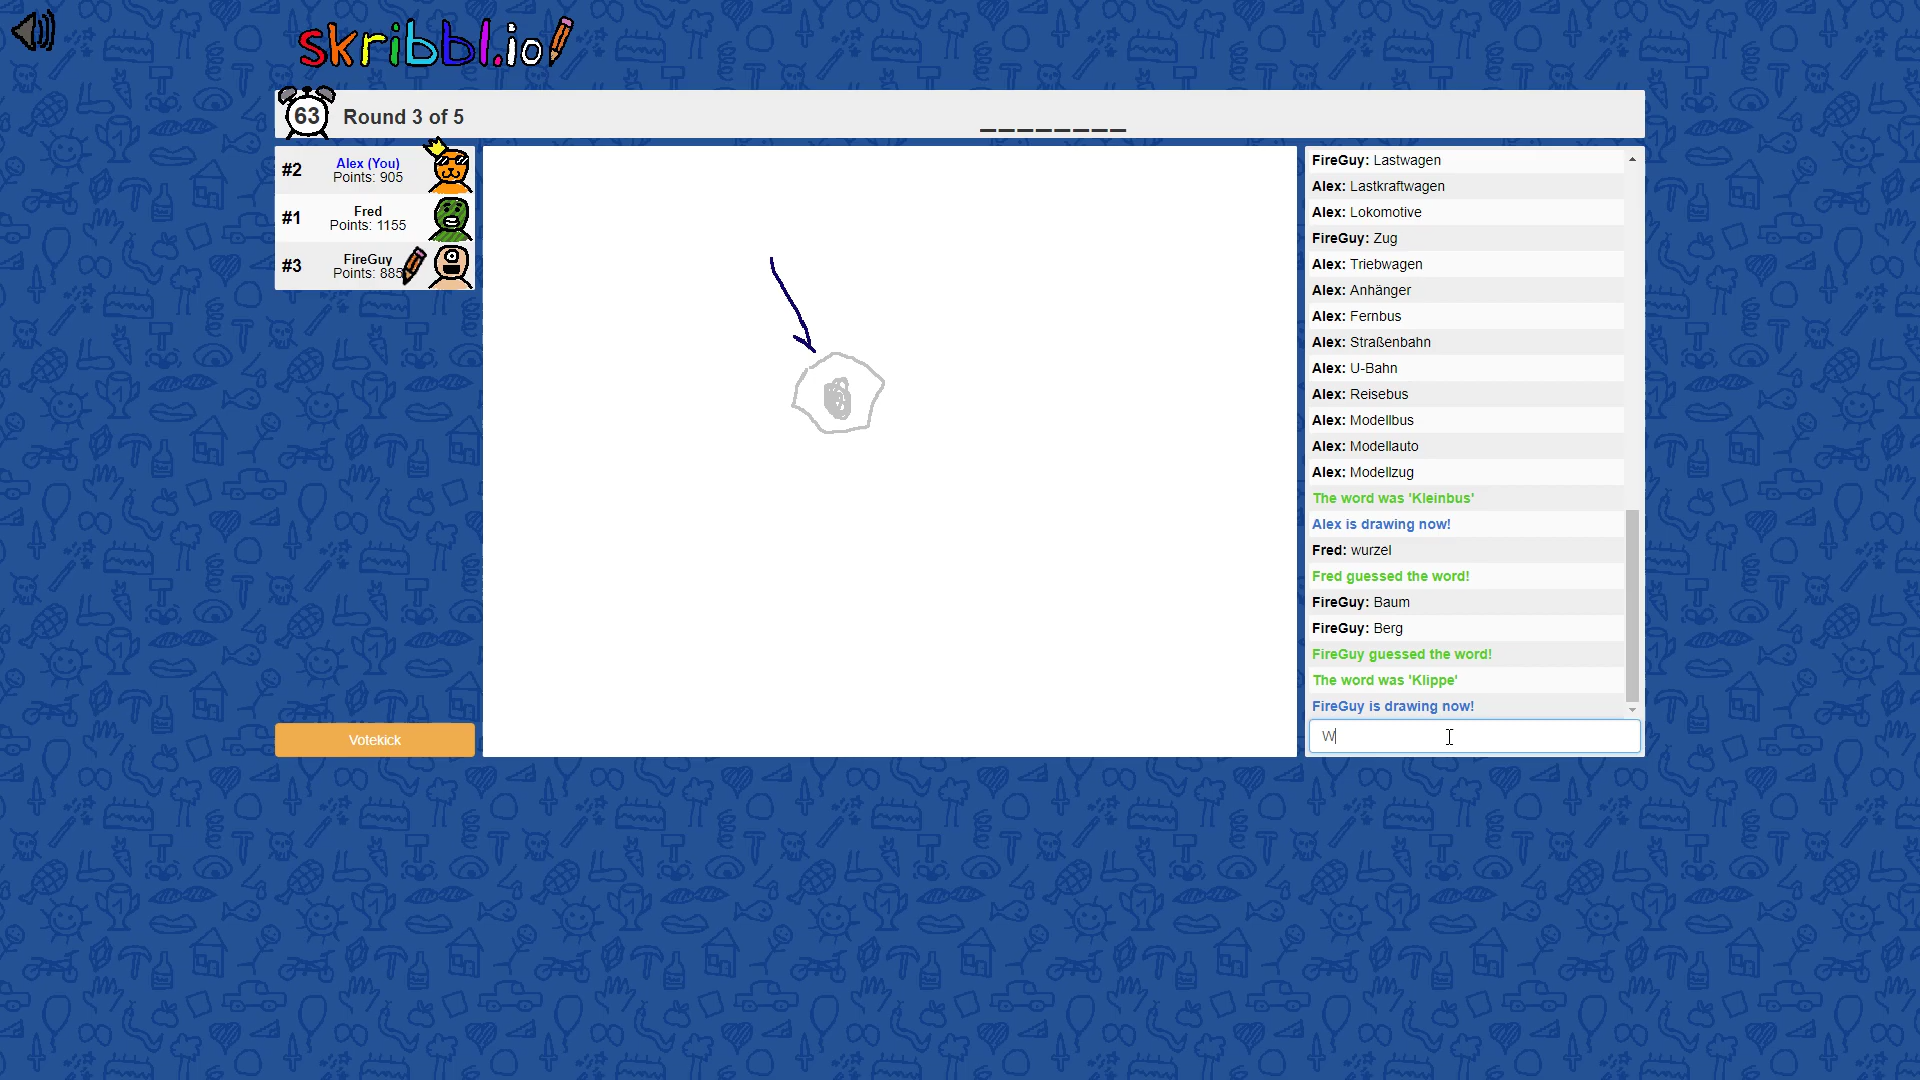 skribbl.io
63
Round 3 of 5
________
#2
Alex (You)
Points: 905
#1
Fred
Points: 1155
#3
FireGuy
Points: 885
Votekick
FireGuy: Lastwagen
Alex: Lastkraftwagen
Alex: Lokomotive
FireGuy: Zug
Alex: Triebwagen
Alex: Anhänger
Alex: Fernbus
Alex: Straßenbahn
Alex: U-Bahn
Alex: Reisebus
Alex: Modellbus
Alex: Modellauto
Alex: Modellzug
The word was 'Kleinbus'
Alex is drawing now!
Fred: wurzel
Fred guessed the word!
FireGuy: Baum
FireGuy: Berg
FireGuy guessed the word!
The word was 'Klippe'
FireGuy is drawing now!
W